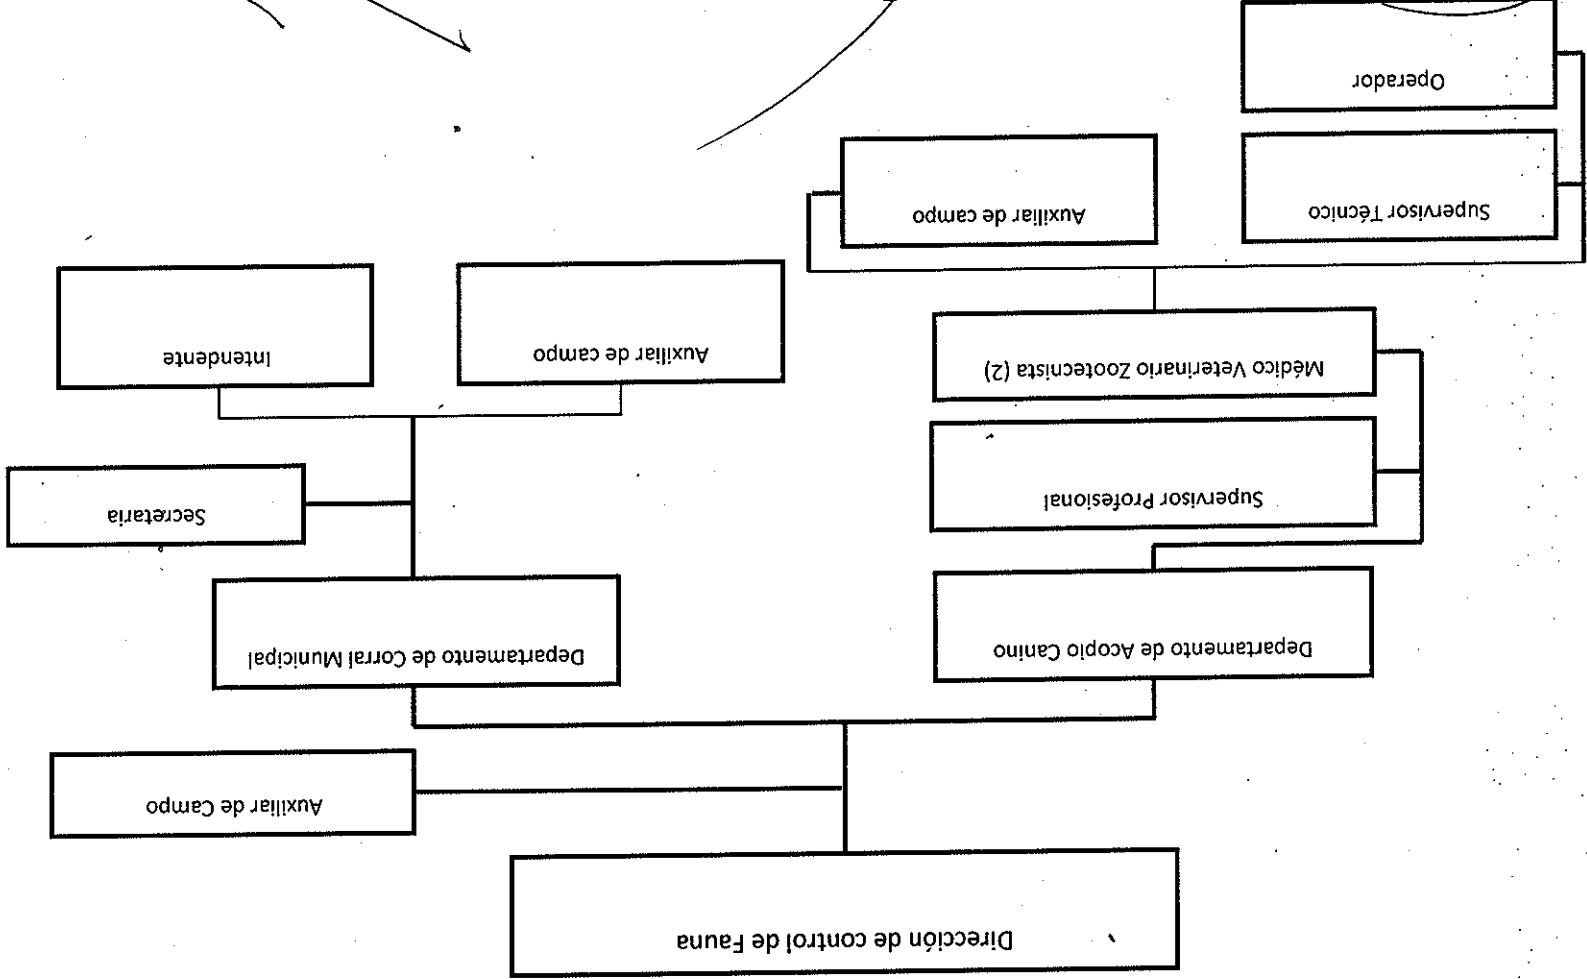 Dirección de control de Fauna
Auxiliar de Campo
Departamento de Acopio Canino
Departamento de Corral Municipal
Supervisor Profesional
Secretaria
Médico Veterinario Zootecnista (2)
Auxiliar de campo
Intendente
Supervisor Técnico
Auxiliar de campo
Operador